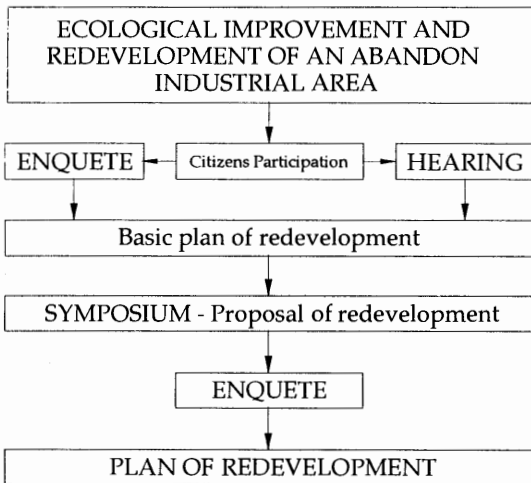 ECOLOGICAL IMPROVEMENT AND
REDEVELOPMENT OF AN ABANDON
INDUSTRIAL AREA
ENQUETE
Citizens Participation
HEARING
Basic plan of redevelopment
SYMPOSIUM - Proposal of redevelopment
ENQUETE
PLAN OF REDEVELOPMENT